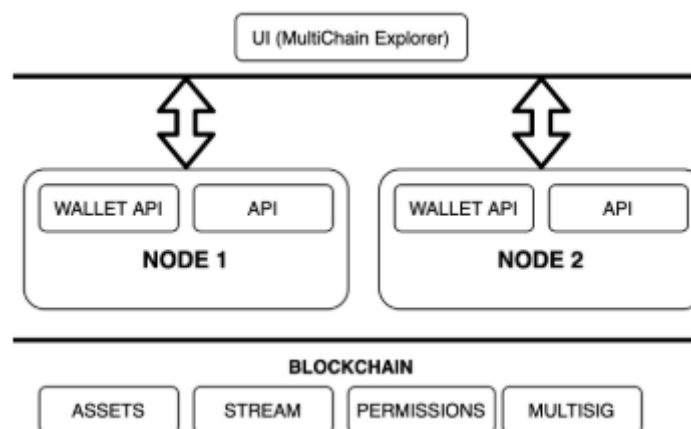 UI (MultiChain Explorer)
WALLET API API WALLET API API
NODE 1 NODE 2
BLOCKCHAIN
ASSETS STREAM PERMISSIONS MULTISIG